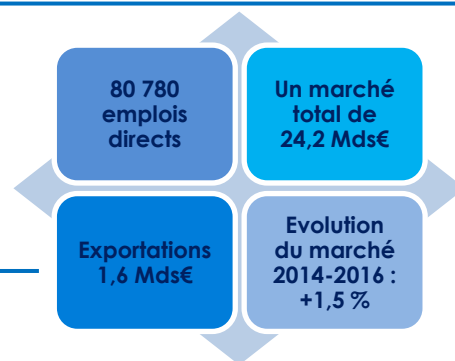 80 780
emplois
directs
Un marché
total de
24,2 Mds€
Exportations
1,6 Mds€
Evolution
du marché
2014-2016 :
+1,5 %